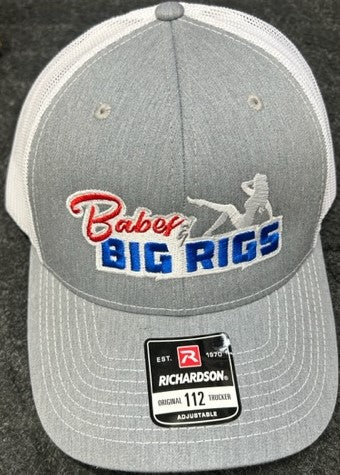 Babes &
BIG RIGS
EST. R 1970
RICHARDSON®
ORIGINAL 112 TRUCKER
ADJUSTABLE